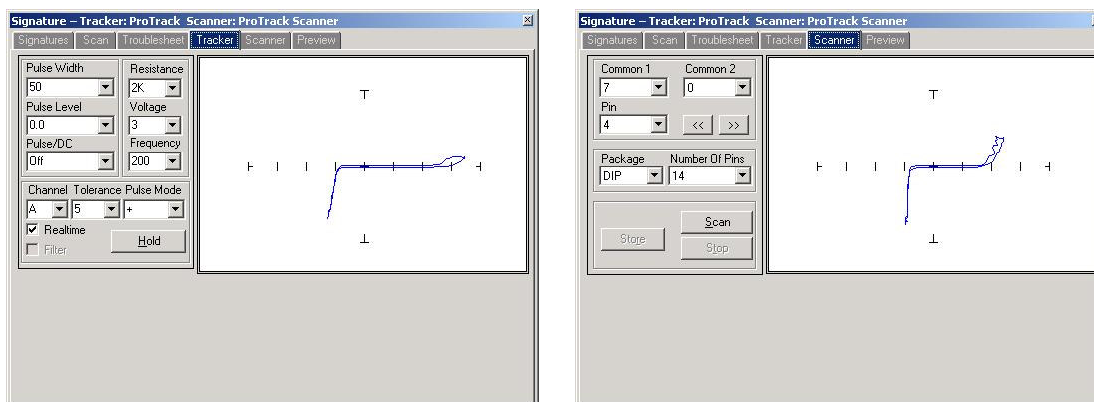 Signature – Tracker: ProTrack Scanner: ProTrack Scanner
Signatures Scan Troublesheet Tracker Scanner Preview
Pulse Width Resistance
50 2K
Pulse Level Voltage
0.0 3
Pulse/DC Frequency
Off 200
Channel Tolerance Pulse Mode
A 5 +
Realtime
Filter
Hold
Signature – Tracker: ProTrack Scanner: ProTrack Scanner
Signatures Scan Troublesheet Tracker Scanner Preview
Common 1 Common 2
7 0
Pin
4 << >>
Package Number Of Pins
DIP 14
Scan
Store
Stop